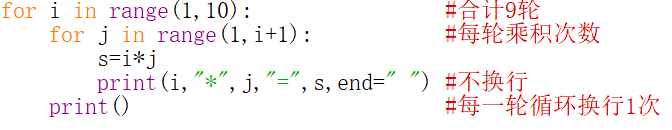 for i in range(1,10): #合计9轮
    for j in range(1,i+1): #每轮乘积次数
        s=i*j
        print(i,"*",j,"=",s,end=" ") #不换行
    print() #每一轮循环换行1次